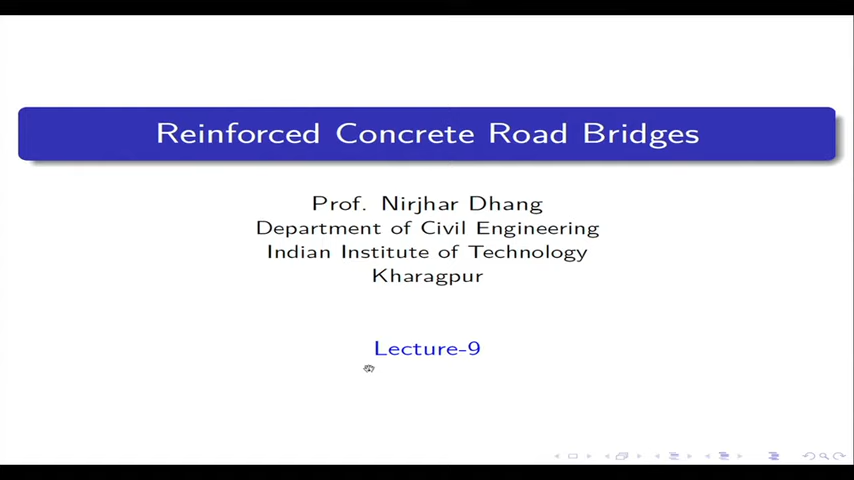 Reinforced Concrete Road Bridges
Prof. Nirjhar Dhang
Department of Civil Engineering
Indian Institute of Technology
Kharagpur
Lecture-9